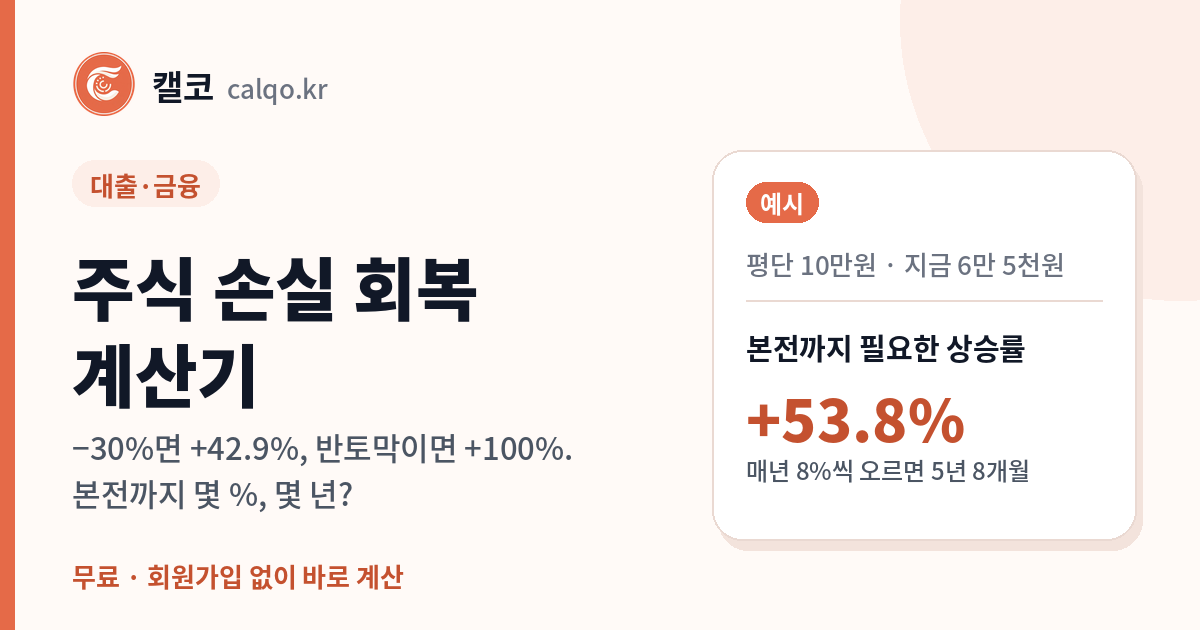 캘코 calqo.kr
대출·금융
주식 손실 회복
계산기
−30%면 +42.9%, 반토막이면 +100%.
본전까지 몇 %, 몇 년?
무료 · 회원가입 없이 바로 계산
예시
평단 10만원 · 지금 6만 5천원
본전까지 필요한 상승률
+53.8%
매년 8%씩 오르면 5년 8개월